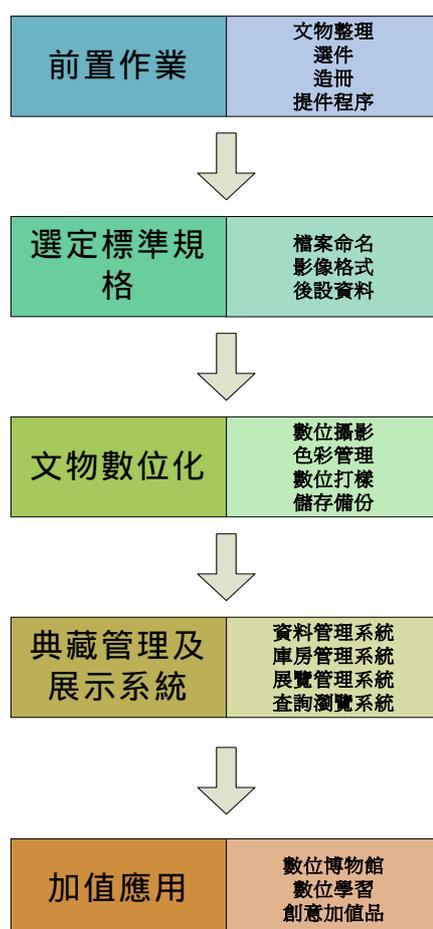 前置作業
文物整理
選件
造冊
提件程序
選定標準規
格
檔案命名
影像格式
後設資料
文物數位化
數位攝影
色彩管理
數位打樣
儲存備份
典藏管理及
展示系統
資料管理系統
庫房管理系統
展覽管理系統
查詢瀏覽系統
加值應用
數位博物館
數位學習
創意加值品